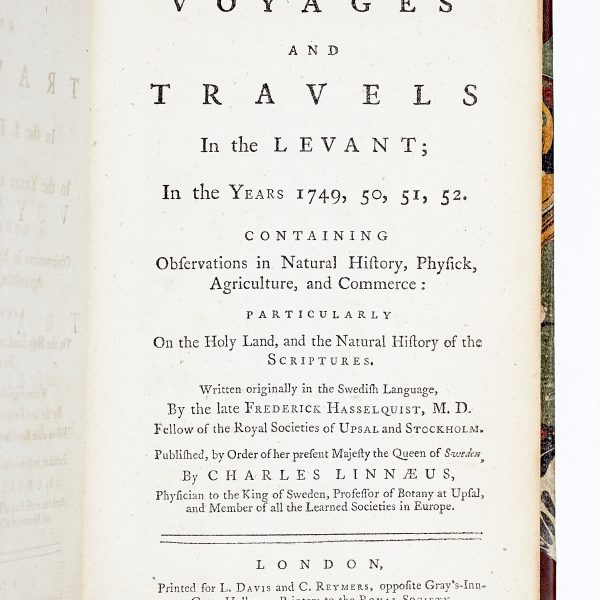 VOYAGES
AND
TRAVELS
In the LEVANT;
In the YEARS 1749, 50, 51, 52.
CONTAINING
Obſervations in Natural Hiſtory, Phyſick,
Agriculture, and Commerce:
PARTICULARLY
On the Holy Land, and the Natural Hiſtory of the
SCRIPTURES.
Written originally in the Swediſh Language,
By the late FREDERICK HASSELQUIST, M. D.
Fellow of the Royal Societies of UPSAL and STOCKHOLM.
Publiſhed, by Order of her preſent Majeſty the Queen of Sweden,
By CHARLES LINNÆUS,
Phyſician to the King of Sweden, Profeſſor of Botany at Upſal,
and Member of all the Learned Societies in Europe.
LONDON,
Printed for L. DAVIS and C. REYMERS, oppoſite Gray's-Inn-
Printers to the ROYAL SOCIETY